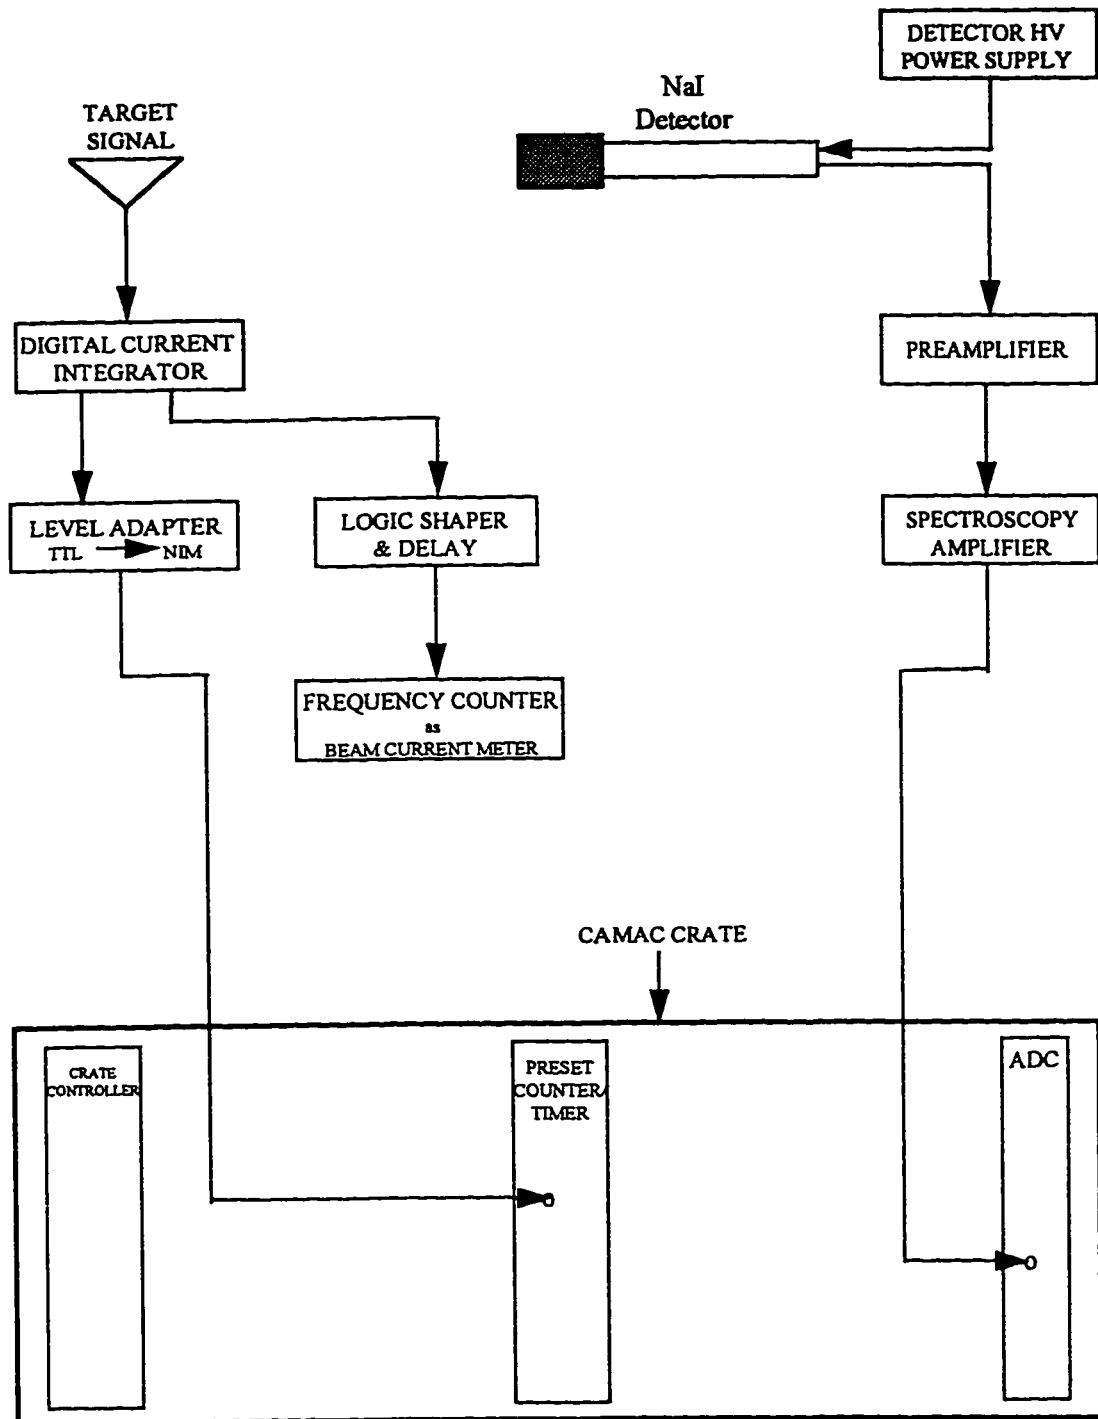 DETECTOR HV
POWER SUPPLY
NaI
Detector
TARGET
SIGNAL
DIGITAL CURRENT
INTEGRATOR
PREAMPLIFIER
LEVEL ADAPTER
TTL NIM
LOGIC SHAPER
& DELAY
SPECTROSCOPY
AMPLIFIER
FREQUENCY COUNTER
as
BEAM CURRENT METER
CAMAC CRATE
CRATE
CONTROLLER
PRESET
COUNTER/
TIMER
ADC